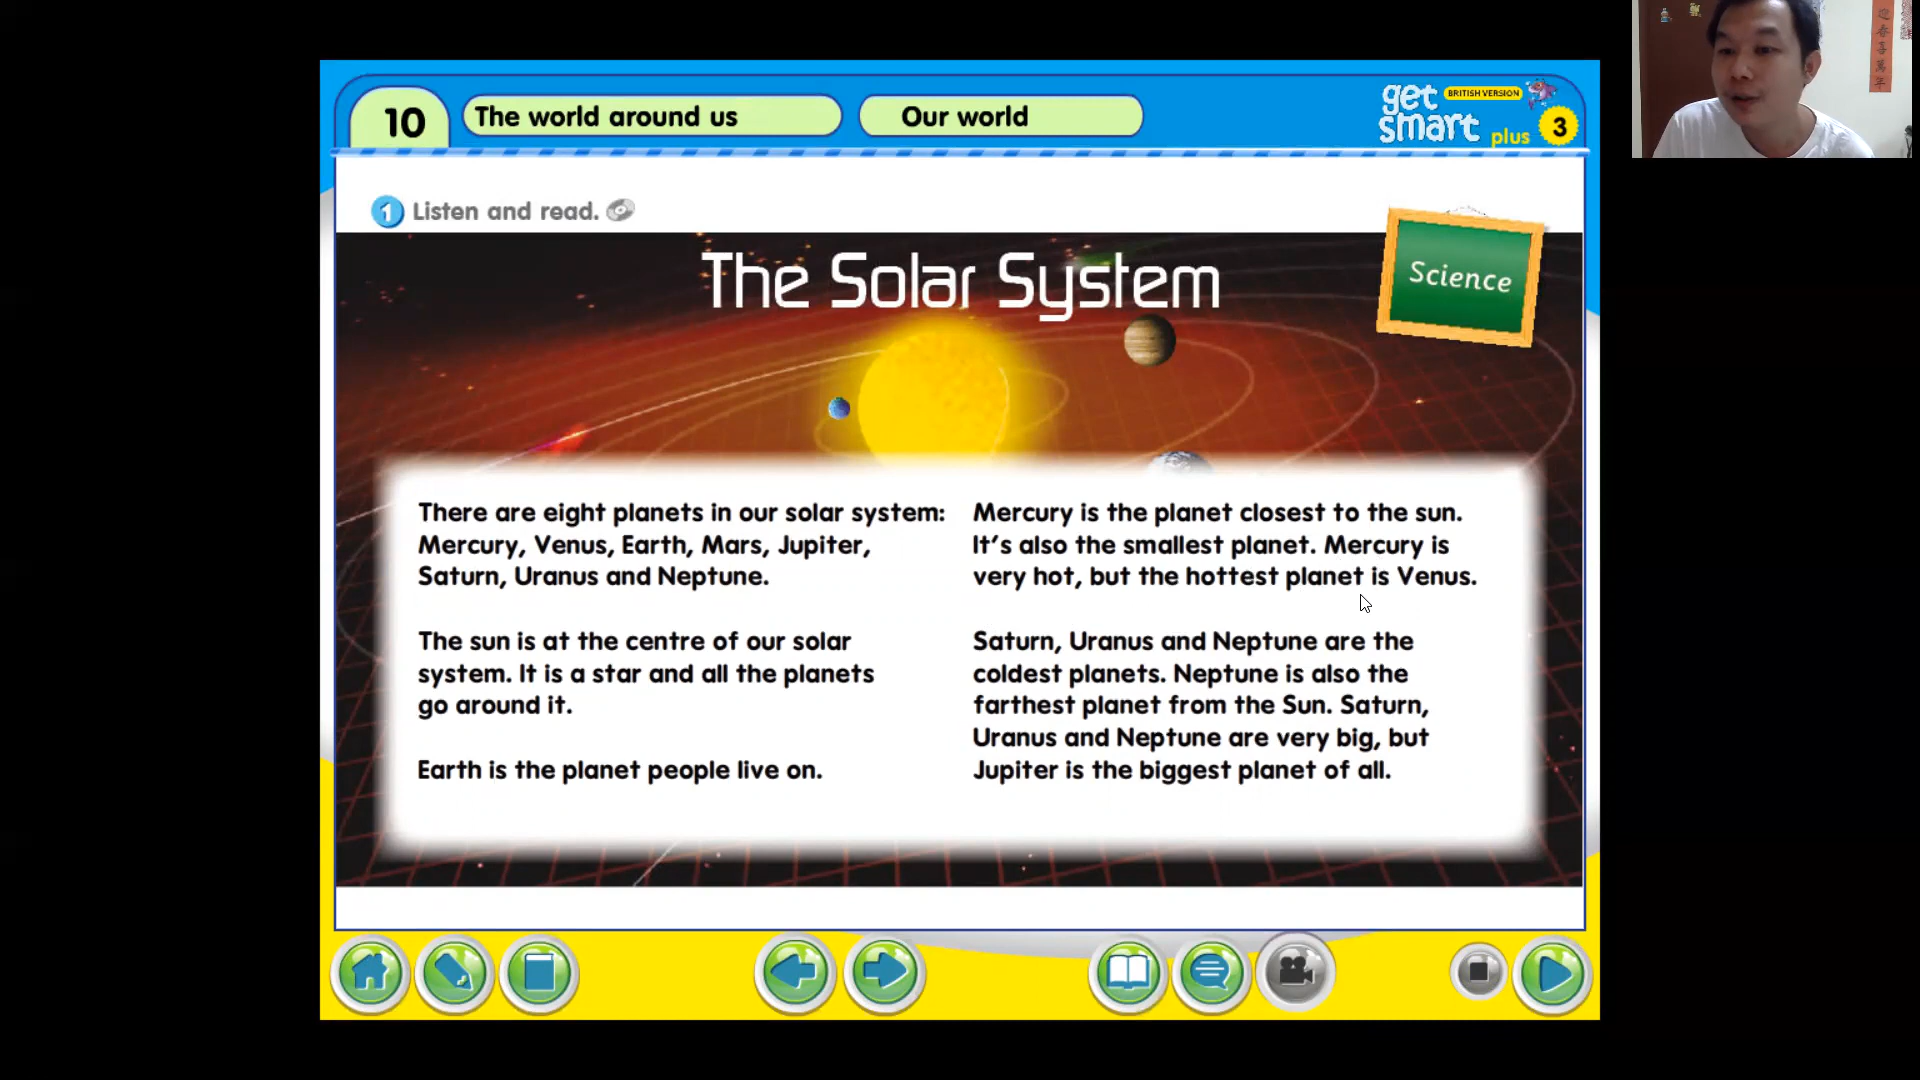 10
The world around us
Our world
get smart plus 3
BRITISH VERSION
1 Listen and read.
The Solar System
Science
There are eight planets in our solar system:
Mercury, Venus, Earth, Mars, Jupiter,
Saturn, Uranus and Neptune.
The sun is at the centre of our solar
system. It is a star and all the planets
go around it.
Earth is the planet people live on.
Mercury is the planet closest to the sun.
It's also the smallest planet. Mercury is
very hot, but the hottest planet is Venus.
Saturn, Uranus and Neptune are the
coldest planets. Neptune is also the
farthest planet from the Sun. Saturn,
Uranus and Neptune are very big, but
Jupiter is the biggest planet of all.
迎春喜萬年